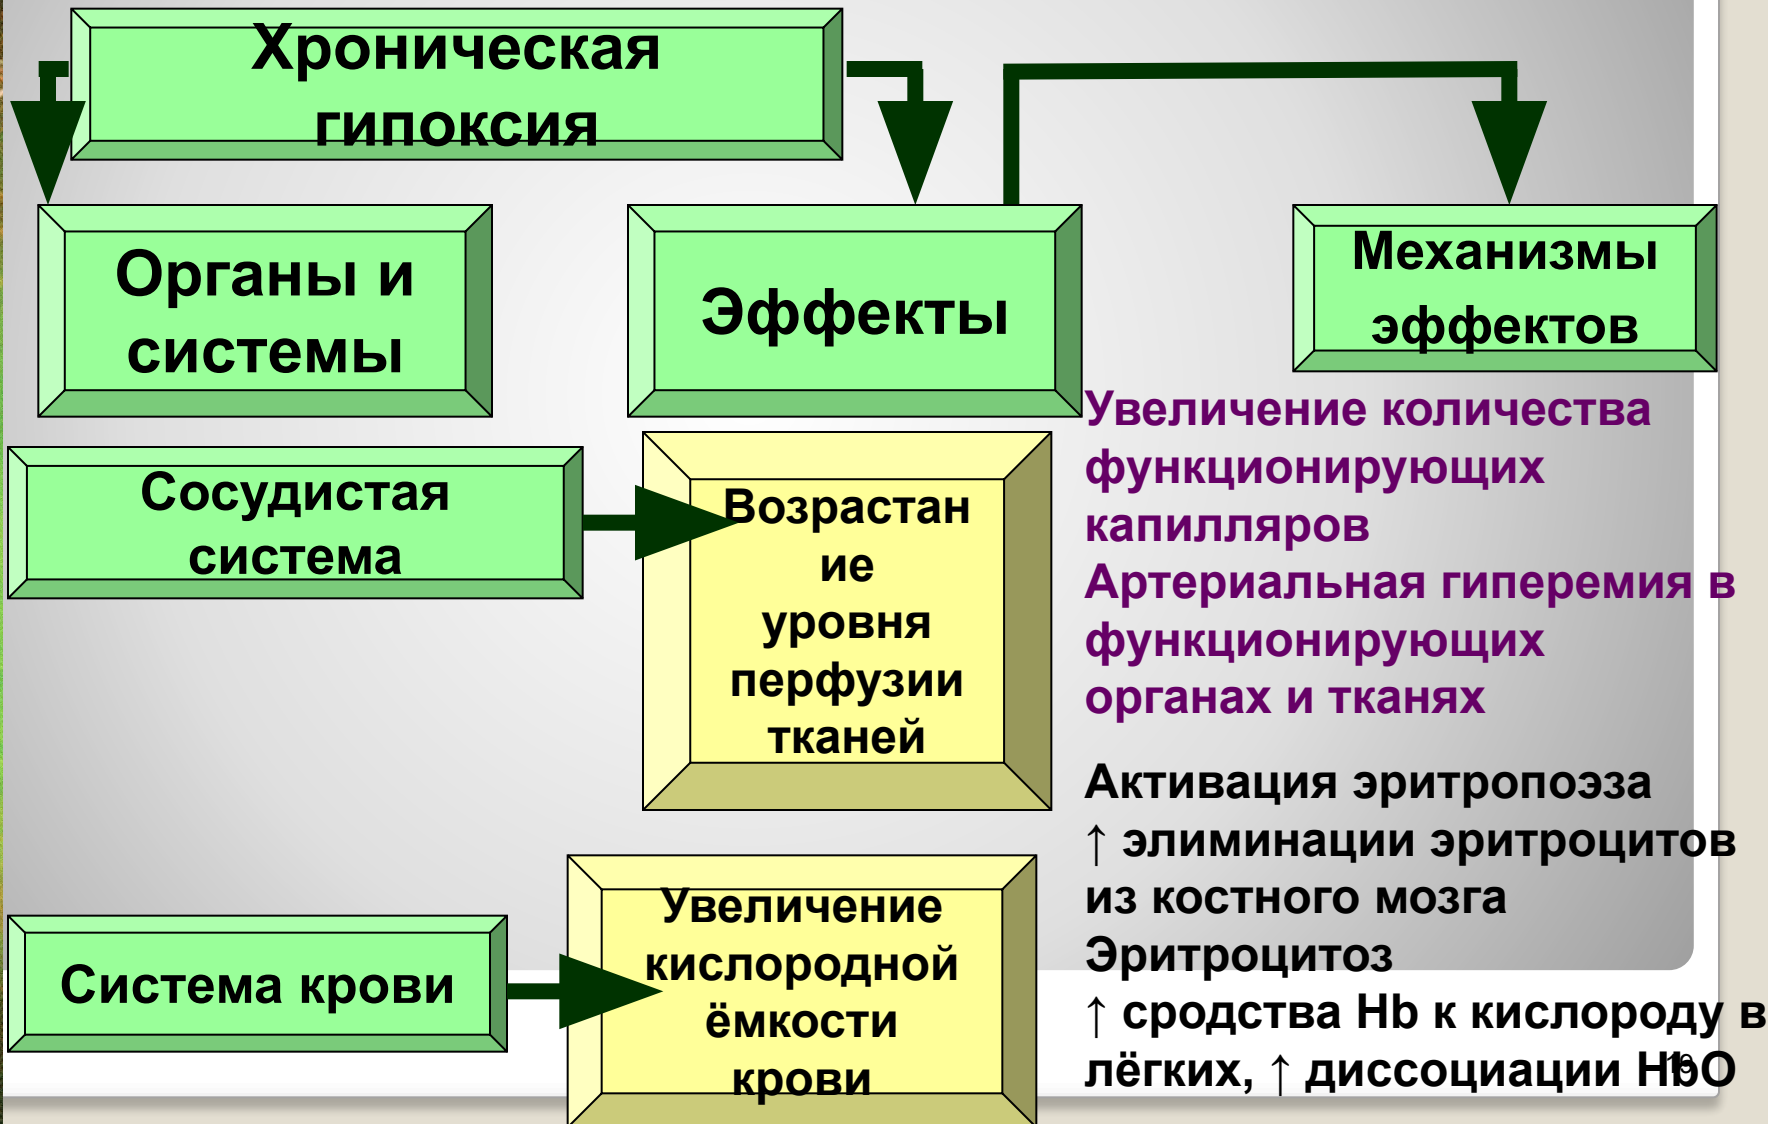 Хроническая
гипоксия
Органы и
системы
Эффекты
Механизмы
эффектов
Сосудистая
система
Возрастан
ие
уровня
перфузии
тканей
Увеличение количества
функционирующих
капилляров
Артериальная гиперемия в
функционирующих
органах и тканях
Система крови
Увеличение
кислородной
ёмкости
крови
Активация эритропоэза
↑ элиминации эритроцитов
из костного мозга
Эритроцитоз
↑ сродства Hb к кислороду в
лёгких, ↑ диссоциации HbO